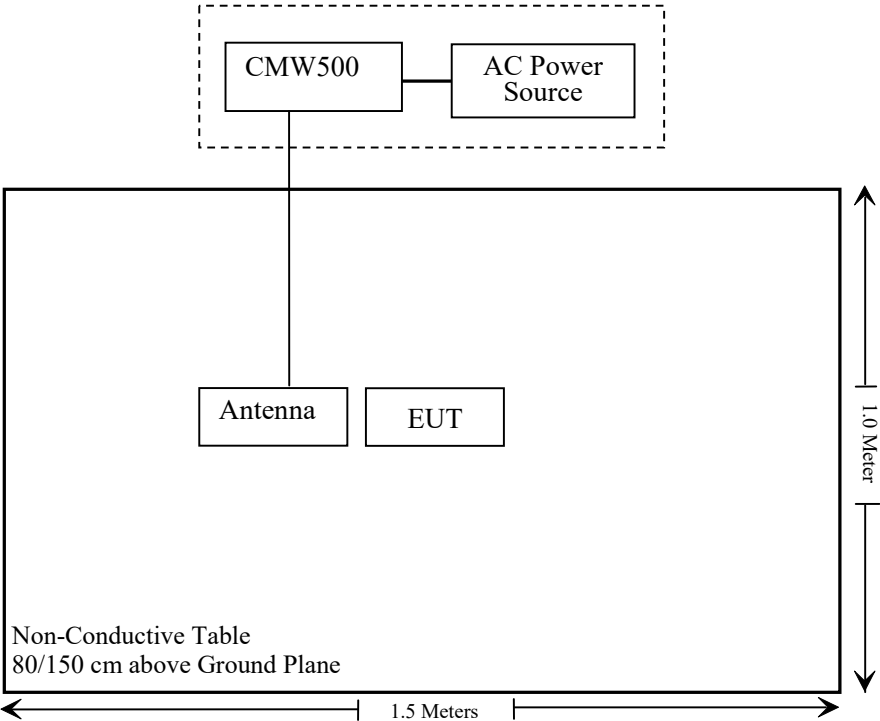 CMW500
AC Power
Source
Antenna
EUT
1.0 Meter
Non-Conductive Table
80/150 cm above Ground Plane
1.5 Meters